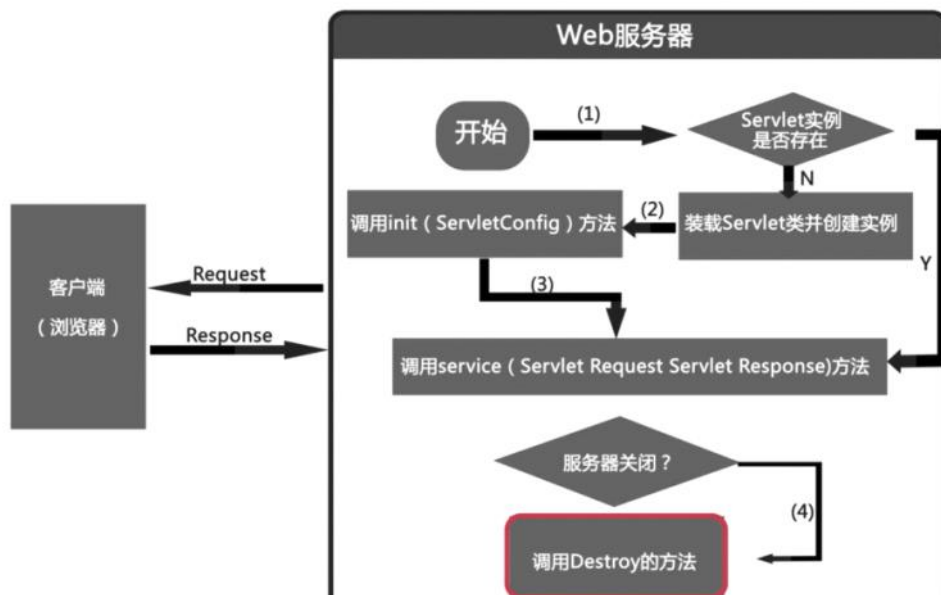 Web服务器
开始
(1)
Servlet实例
是否存在
N
Y
装载Servlet类并创建实例
(2)
调用init（ServletConfig）方法
(3)
客户端
（浏览器）
Request
Response
调用service（Servlet Request Servlet Response)方法
服务器关闭？
(4)
调用Destroy的方法